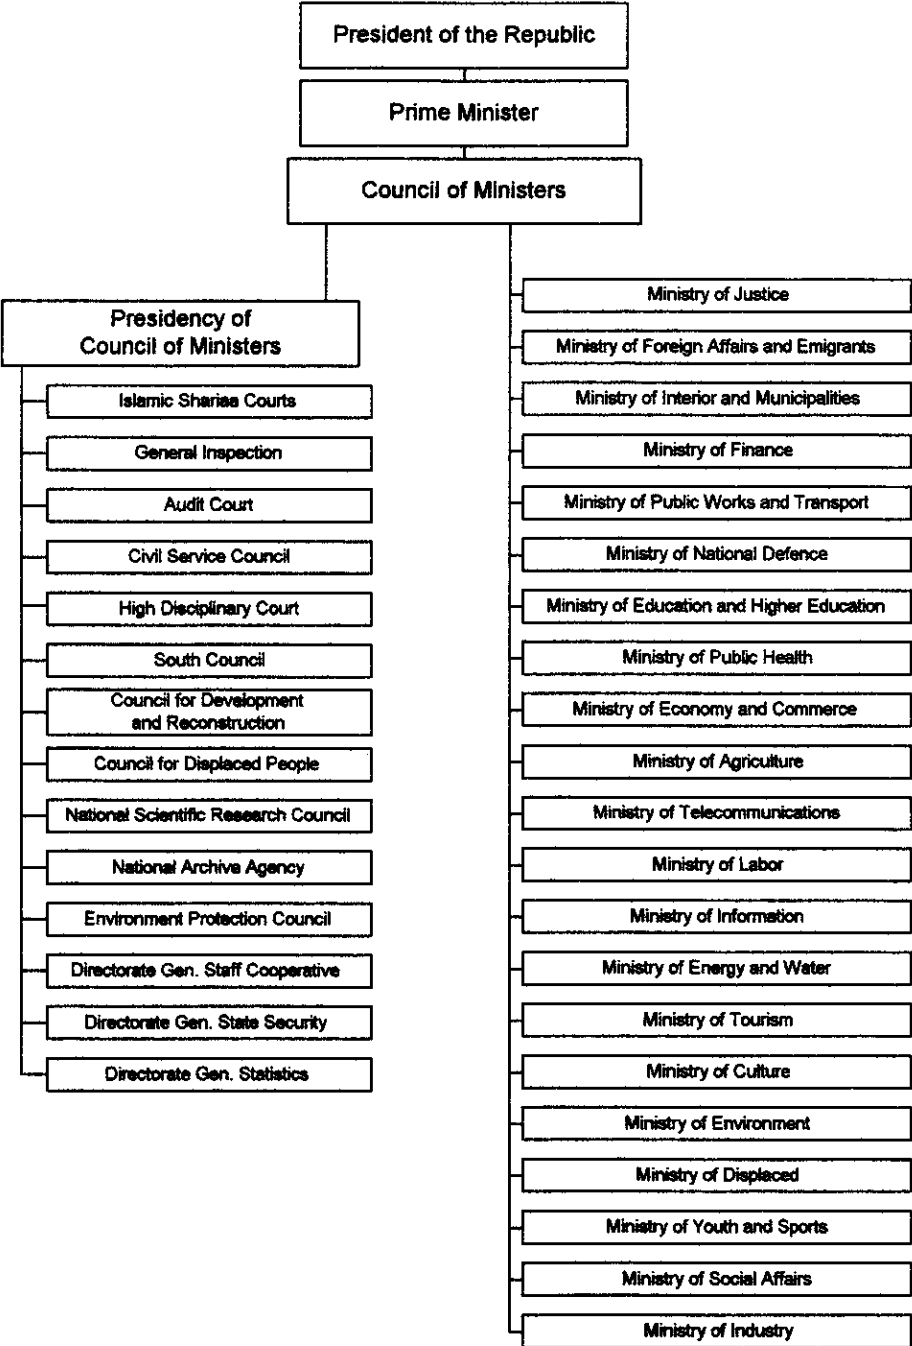 President of the Republic
Prime Minister
Council of Ministers
Presidency of
Council of Ministers
Islamic Shariaa Courts
General Inspection
Audit Court
Civil Service Council
High Disciplinary Court
South Council
Council for Development
and Reconstruction
Council for Displaced People
National Scientific Research Council
National Archive Agency
Environment Protection Council
Directorate Gen. Staff Cooperative
Directorate Gen. State Security
Directorate Gen. Statistics
Ministry of Justice
Ministry of Foreign Affairs and Emigrants
Ministry of Interior and Municipalities
Ministry of Finance
Ministry of Public Works and Transport
Ministry of National Defence
Ministry of Education and Higher Education
Ministry of Public Health
Ministry of Economy and Commerce
Ministry of Agriculture
Ministry of Telecommunications
Ministry of Labor
Ministry of Information
Ministry of Energy and Water
Ministry of Tourism
Ministry of Culture
Ministry of Environment
Ministry of Displaced
Ministry of Youth and Sports
Ministry of Social Affairs
Ministry of Industry